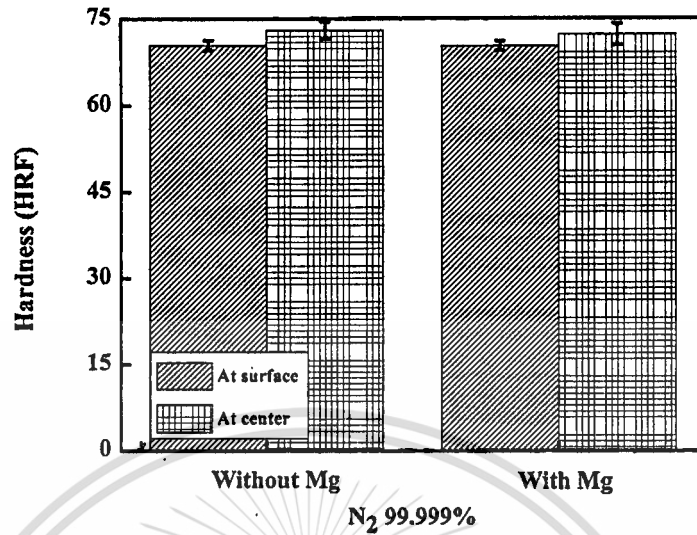 75
60
45
30
15
0
Hardness (HRF)
At surface
At center
Without Mg
With Mg
N₂ 99.999%